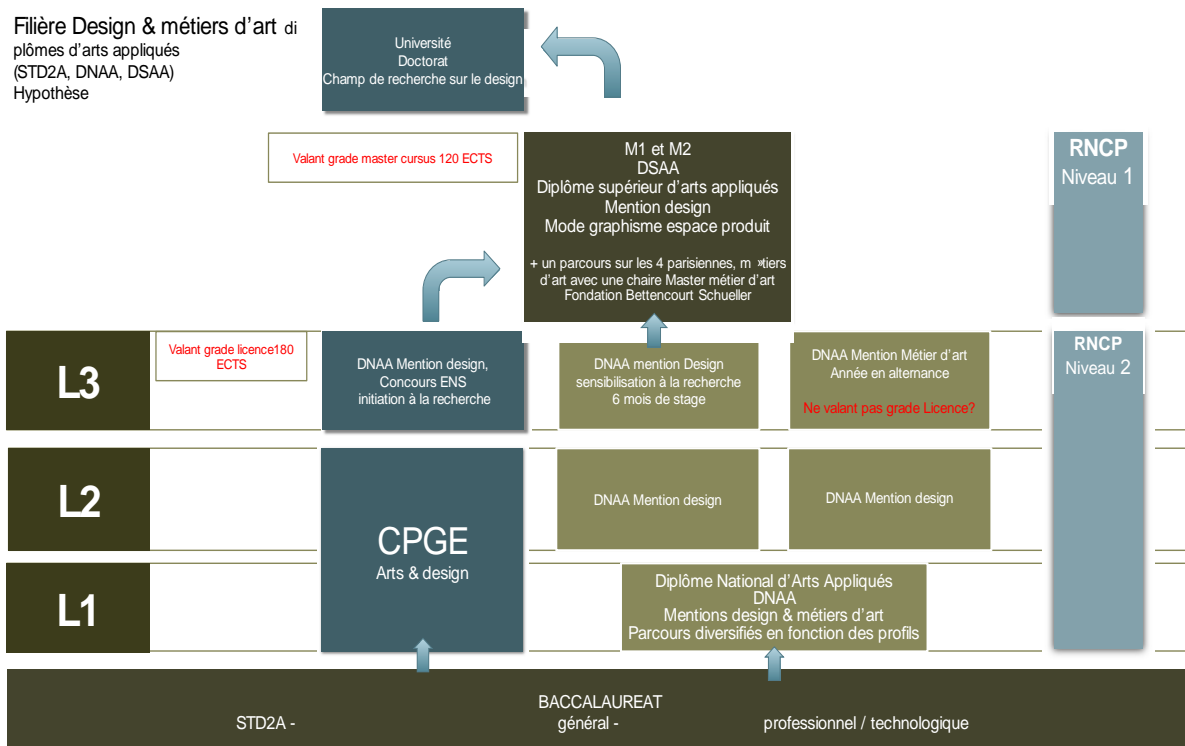 Filière Design & métiers d'art di
plômes d'arts appliqués
(STD2A, DNAA, DSAA)
Hypothèse
Université
Doctorat
Champ de recherche sur le design
Valant grade master cursus 120 ECTS
M1 et M2
DSAA
Diplôme supérieur d'arts appliqués
Mention design
Mode graphisme espace produit
+ un parcours sur les 4 parisiennes, m »tiers
d'art avec une chaire Master métier d'art
Fondation Bettencourt Schueller
RNCP
Niveau 1
L3
Valant grade licence180
ECTS
DNAA Mention design,
Concours ENS
initiation à la recherche
DNAA mention Design
sensibilisation à la recherche
6 mois de stage
DNAA Mention Métier d'art
Année en alternance
Ne valant pas grade Licence?
RNCP
Niveau 2
L2
CPGE
Arts & design
DNAA Mention design
DNAA Mention design
L1
Diplôme National d'Arts Appliqués
DNAA
Mentions design & métiers d'art
Parcours diversifiés en fonction des profils
BACCALAUREAT
STD2A - général - professionnel / technologique